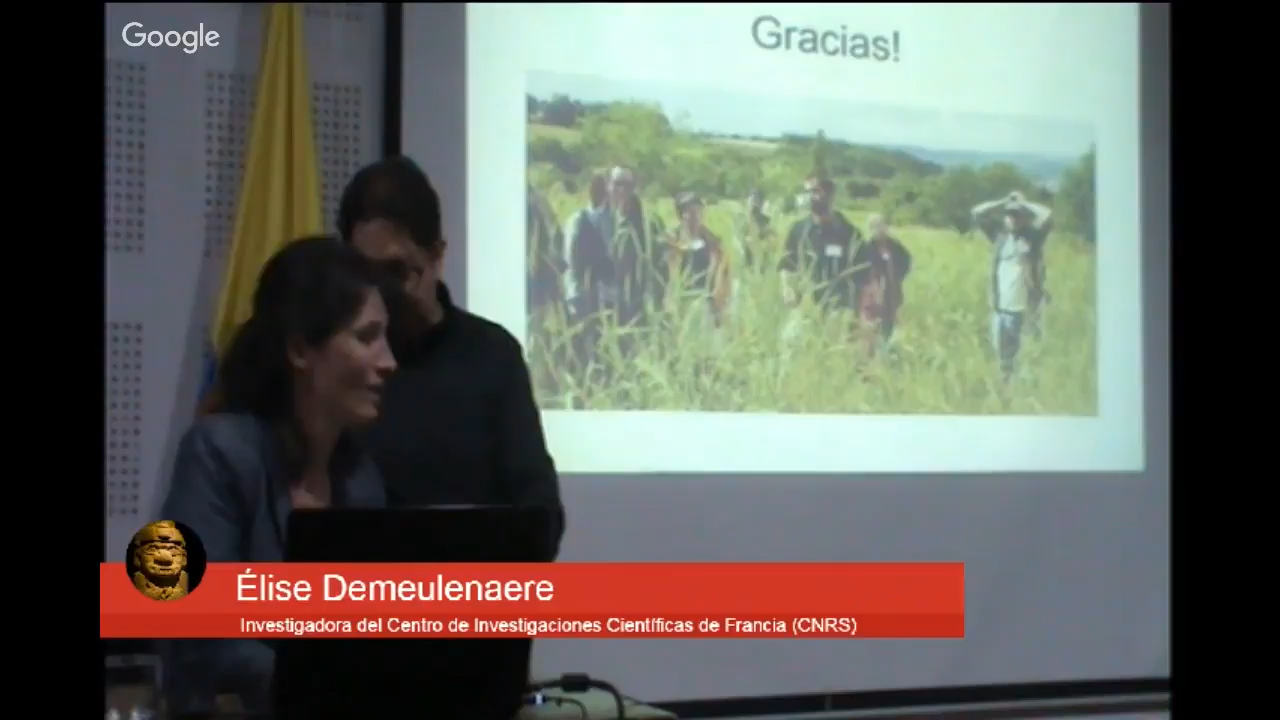 Google
Gracias!
Élise Demeulenaere
Investigadora del Centro de Investigaciones Científicas de Francia (CNRS)